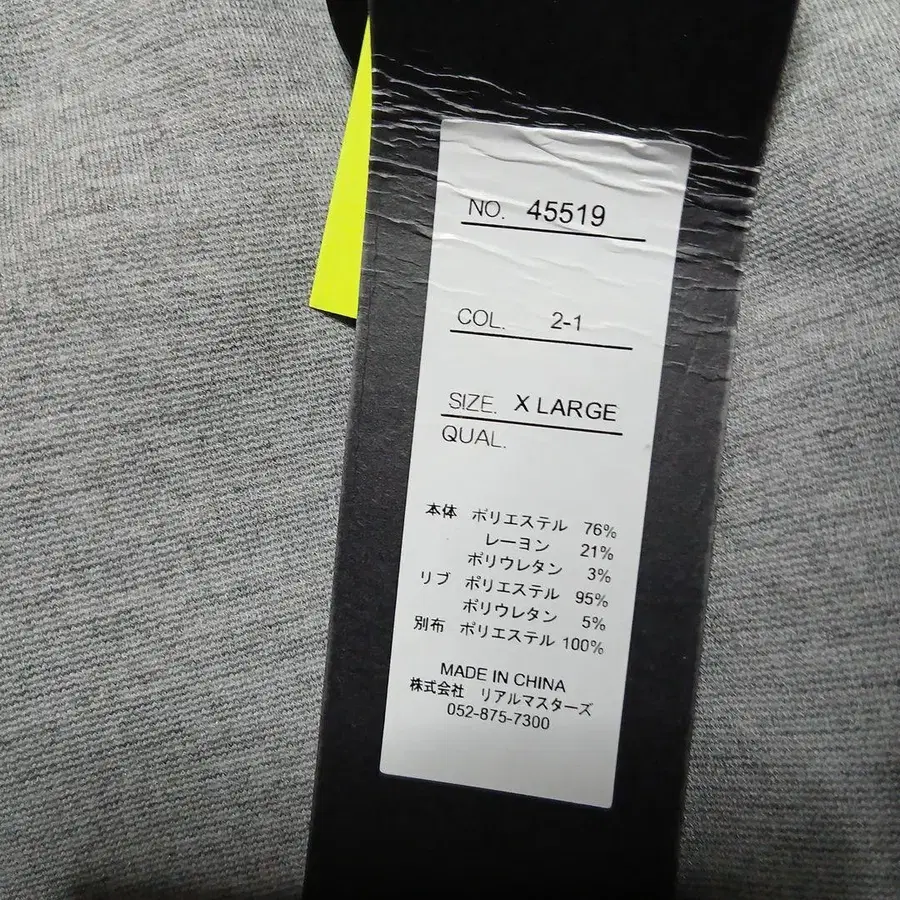 NO. 45519
COL. 2-1
SIZE. X LARGE
QUAL.
本体 ポリエステル 76%
レーヨン 21%
ポリウレタン 3%
リブ ポリエステル 95%
ポリウレタン 5%
別布 ポリエステル 100%
MADE IN CHINA
株式会社 リアルマスターズ
052-875-7300